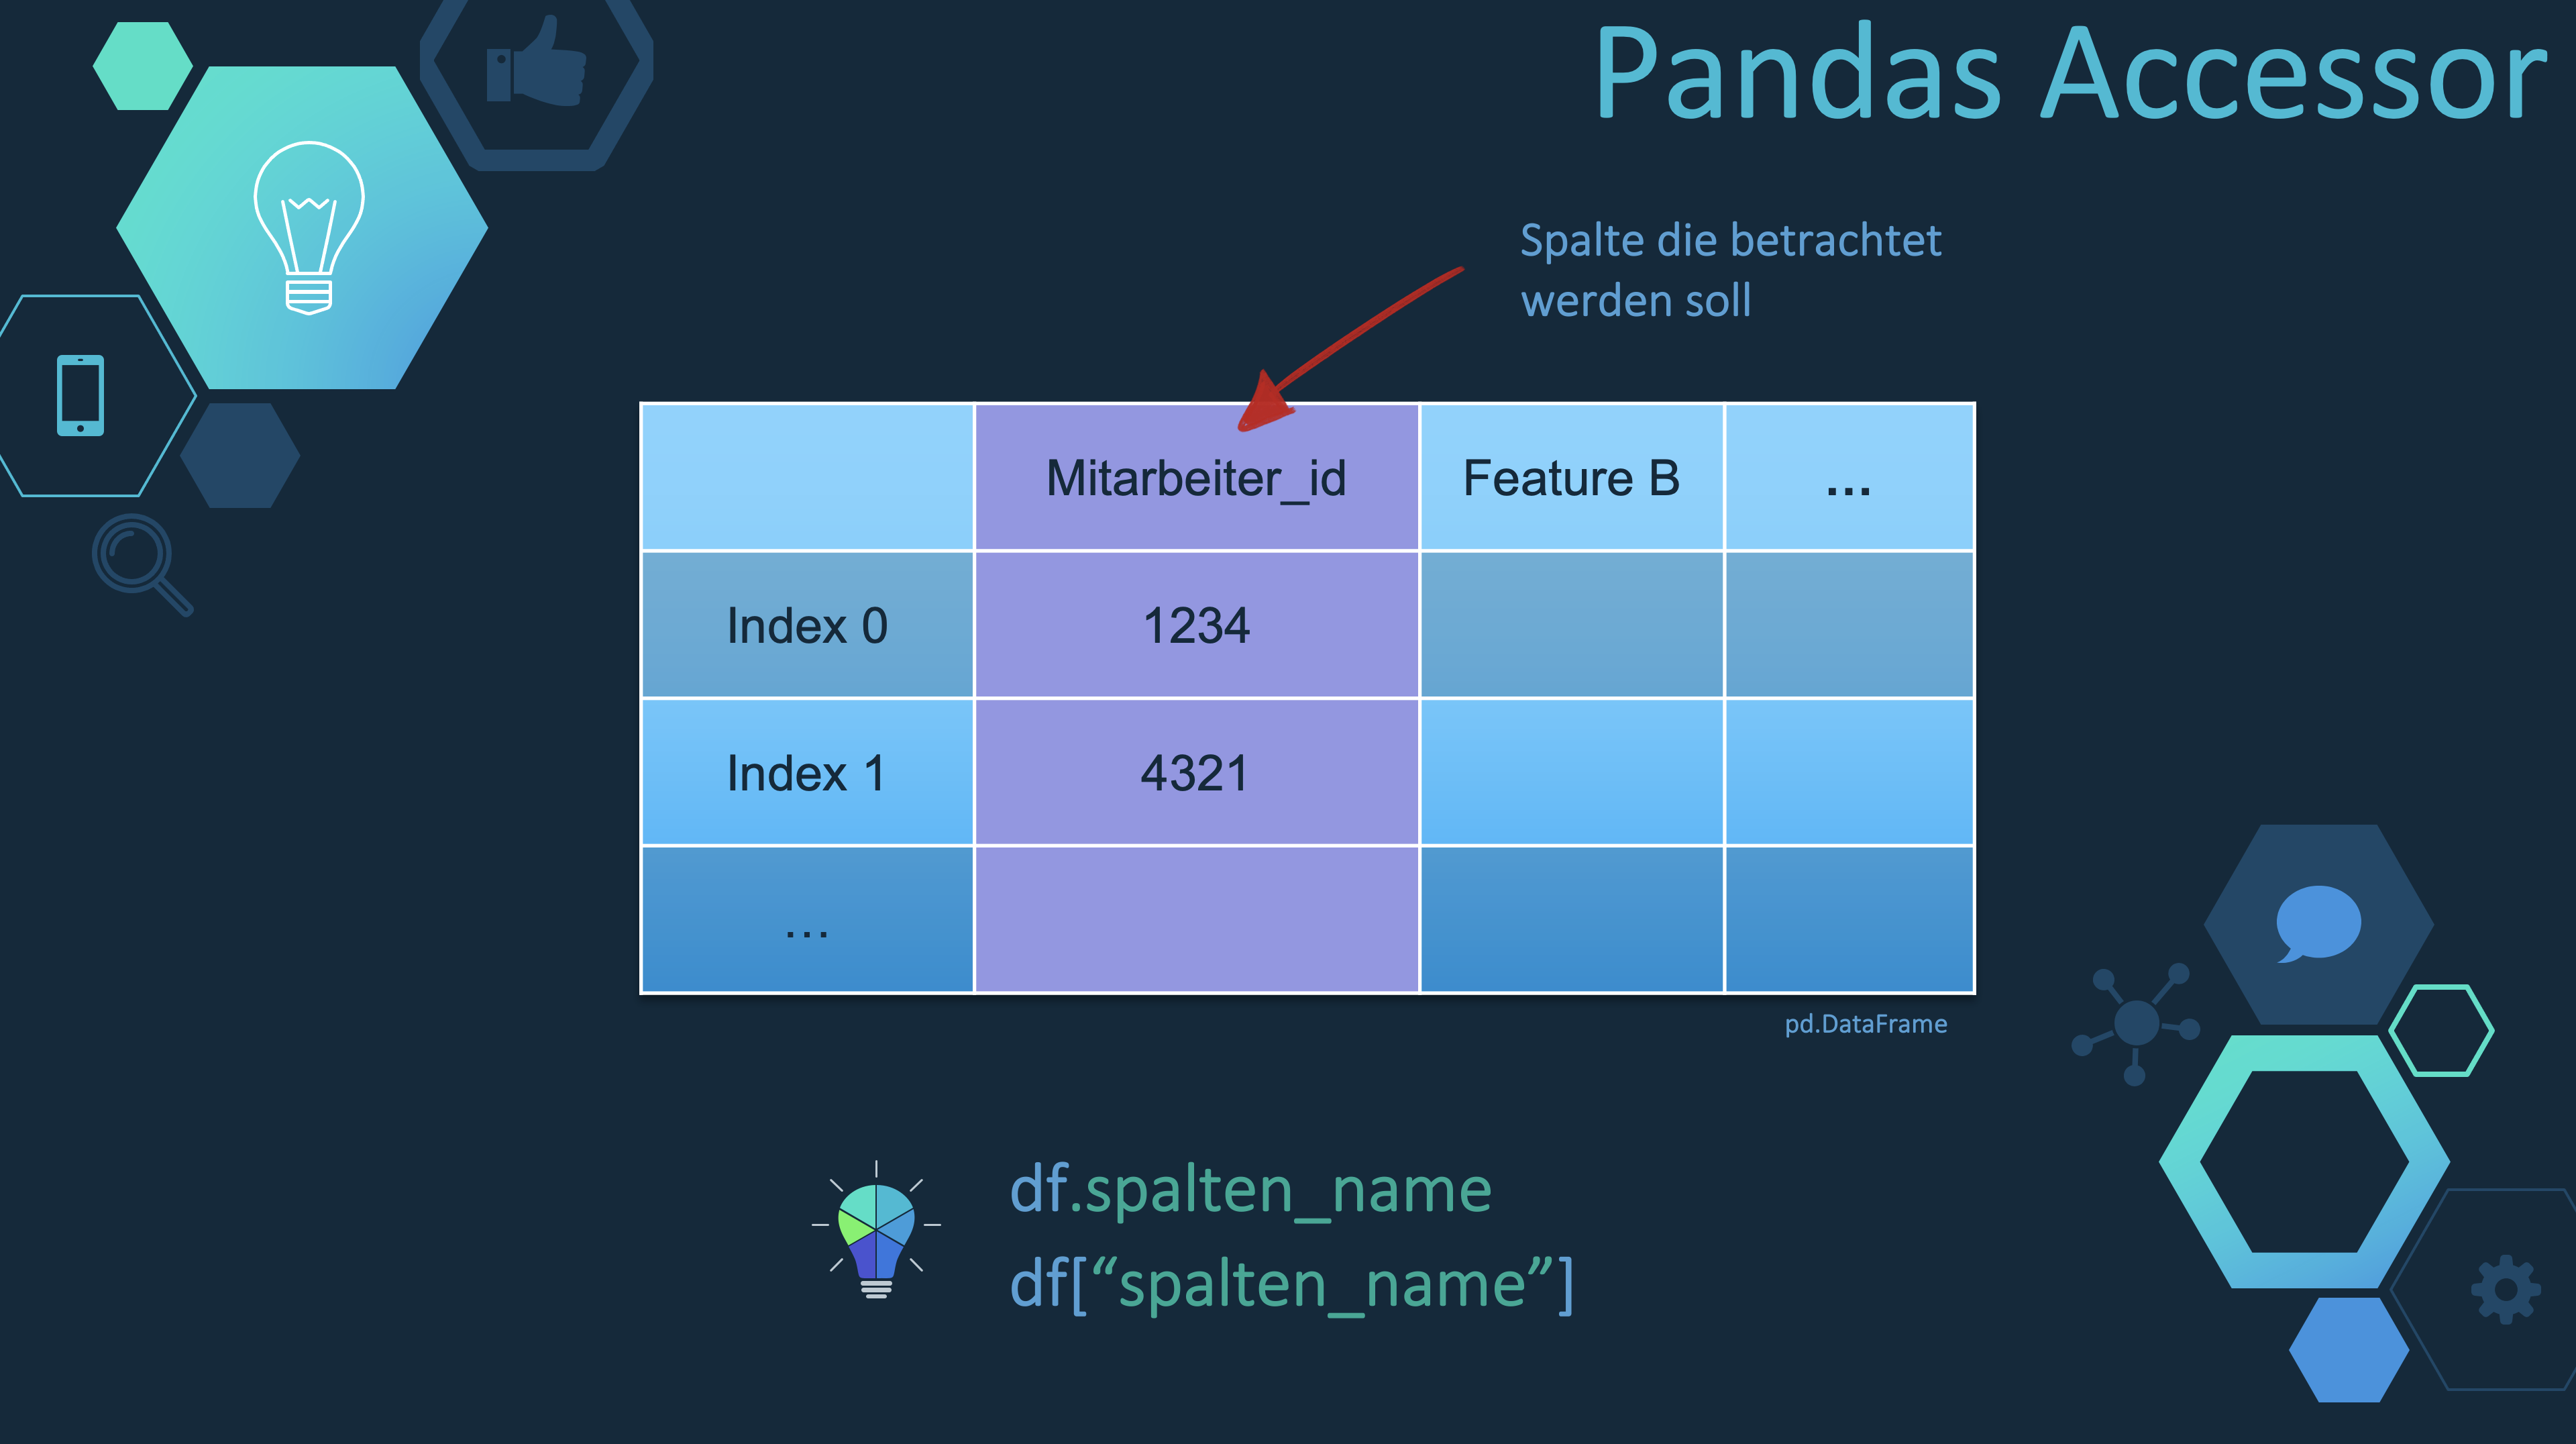 Pandas Accessor
Spalte die betrachtet
werden soll
Mitarbeiter_id Feature B ...
Index 0 1234
Index 1 4321
...
pd.DataFrame
df.spalten_name
df[“spalten_name”]